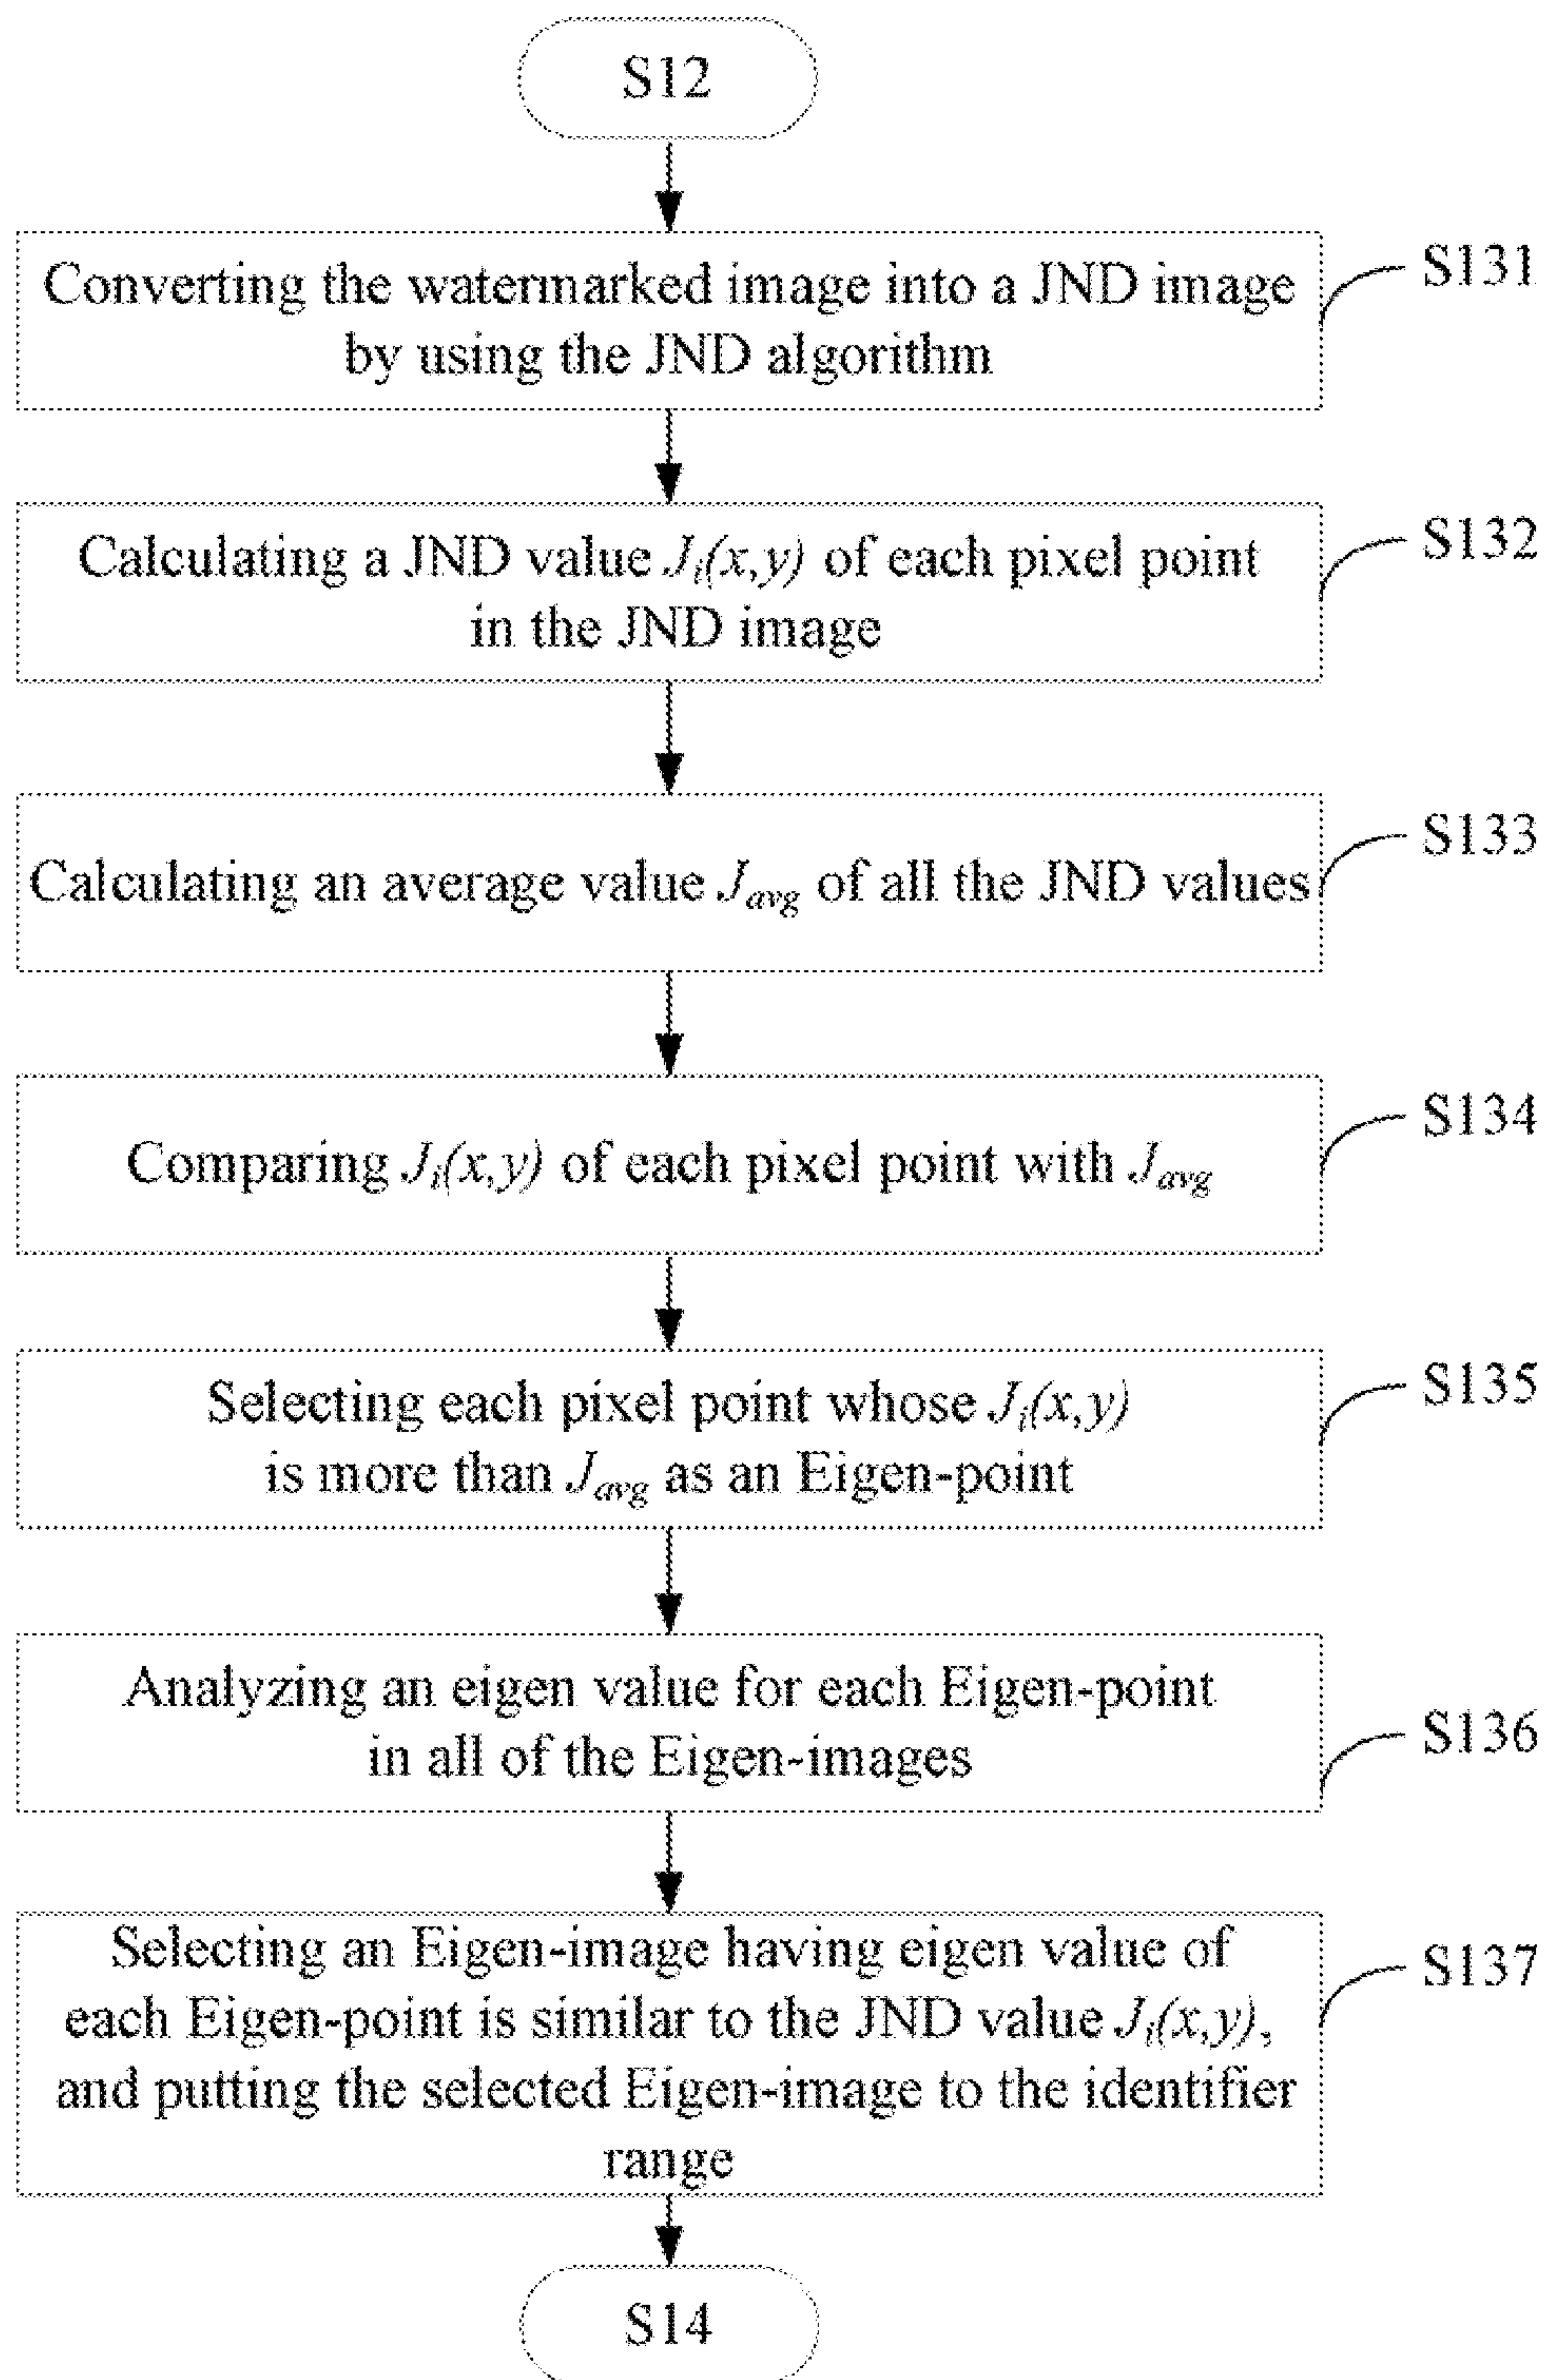 S12
Converting the watermarked image into a JND image
by using the JND algorithm
S131
Calculating a JND value Ji(x,y) of each pixel point
in the JND image
S132
Calculating an average value Javg of all the JND values
S133
Comparing Ji(x,y) of each pixel point with Javg
S134
Selecting each pixel point whose Ji(x,y)
is more than Javg as an Eigen-point
S135
Analyzing an eigen value for each Eigen-point
in all of the Eigen-images
S136
Selecting an Eigen-image having eigen value of
each Eigen-point is similar to the JND value Ji(x,y),
and putting the selected Eigen-image to the identifier
range
S137
S14